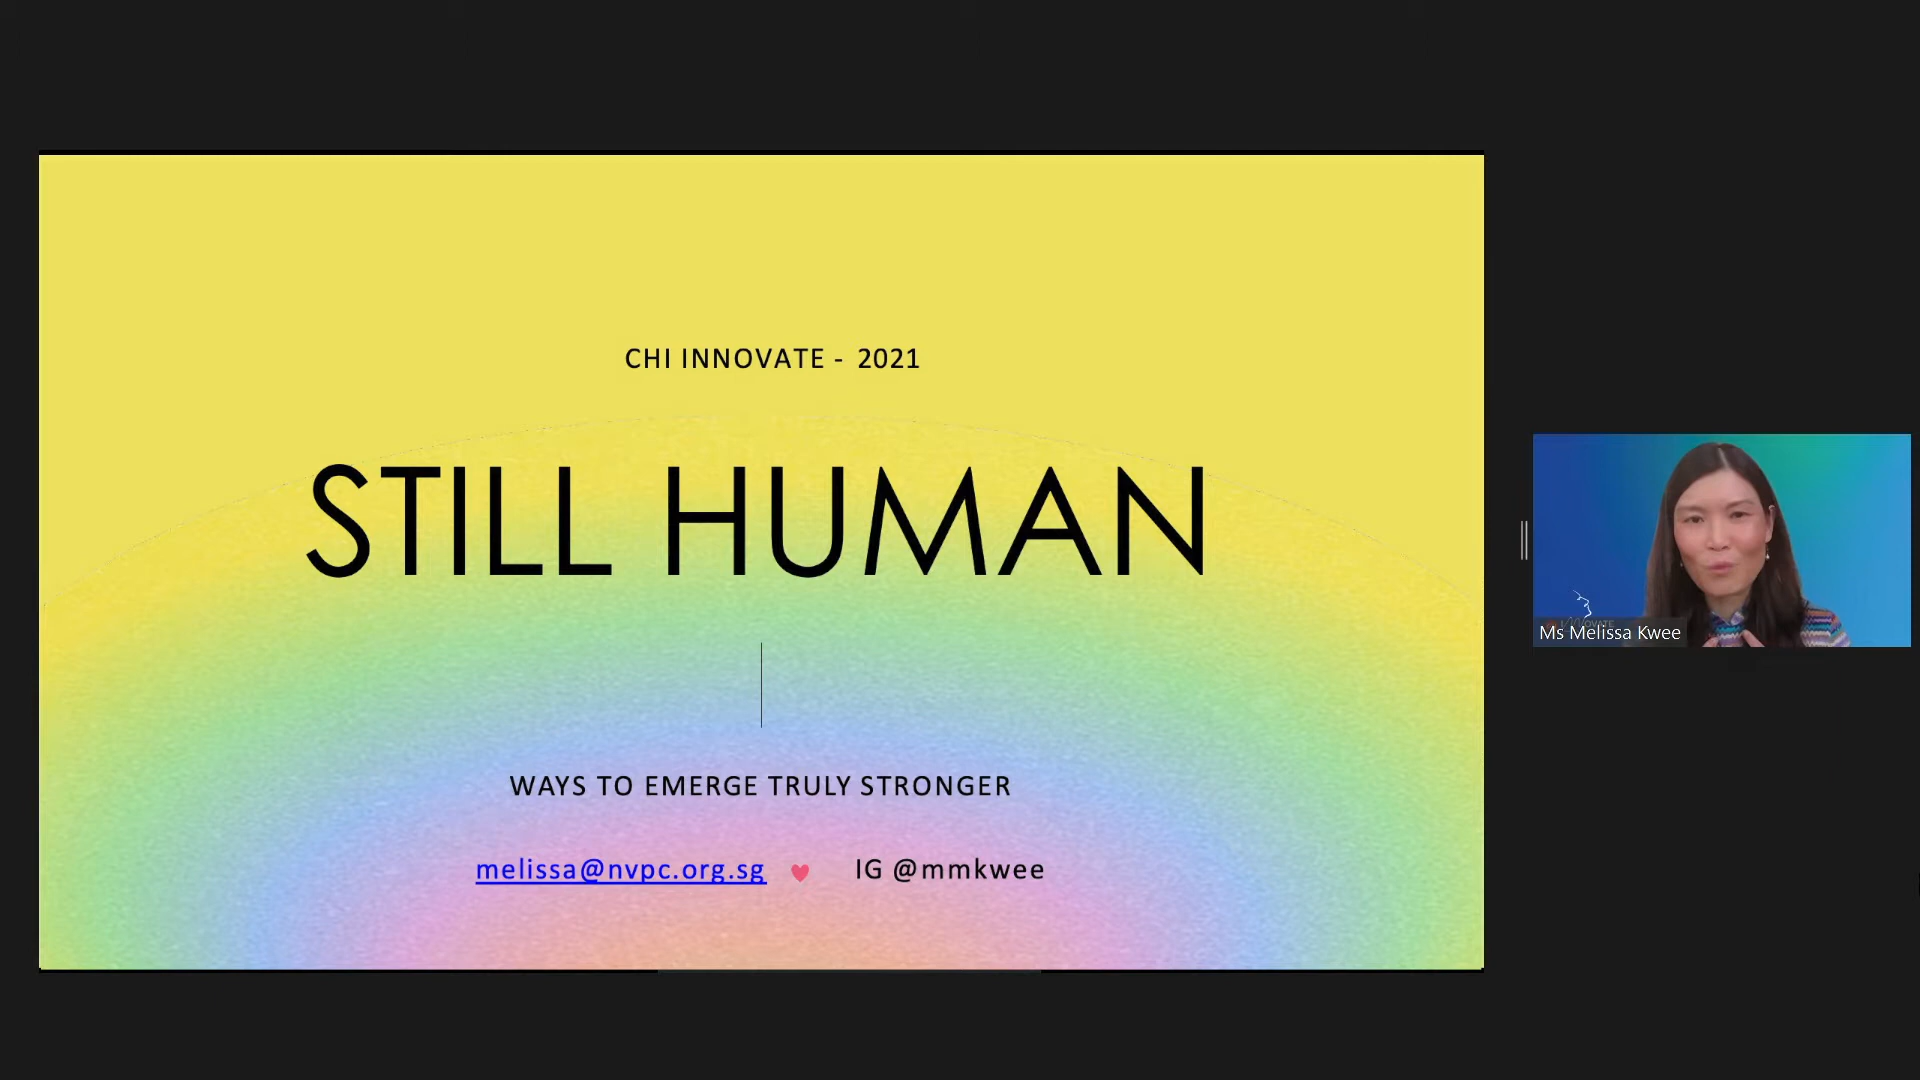 CHI INNOVATE - 2021
STILL HUMAN
WAYS TO EMERGE TRULY STRONGER
melissa@nvpc.org.sg IG @mmkwee
Ms Melissa Kwee